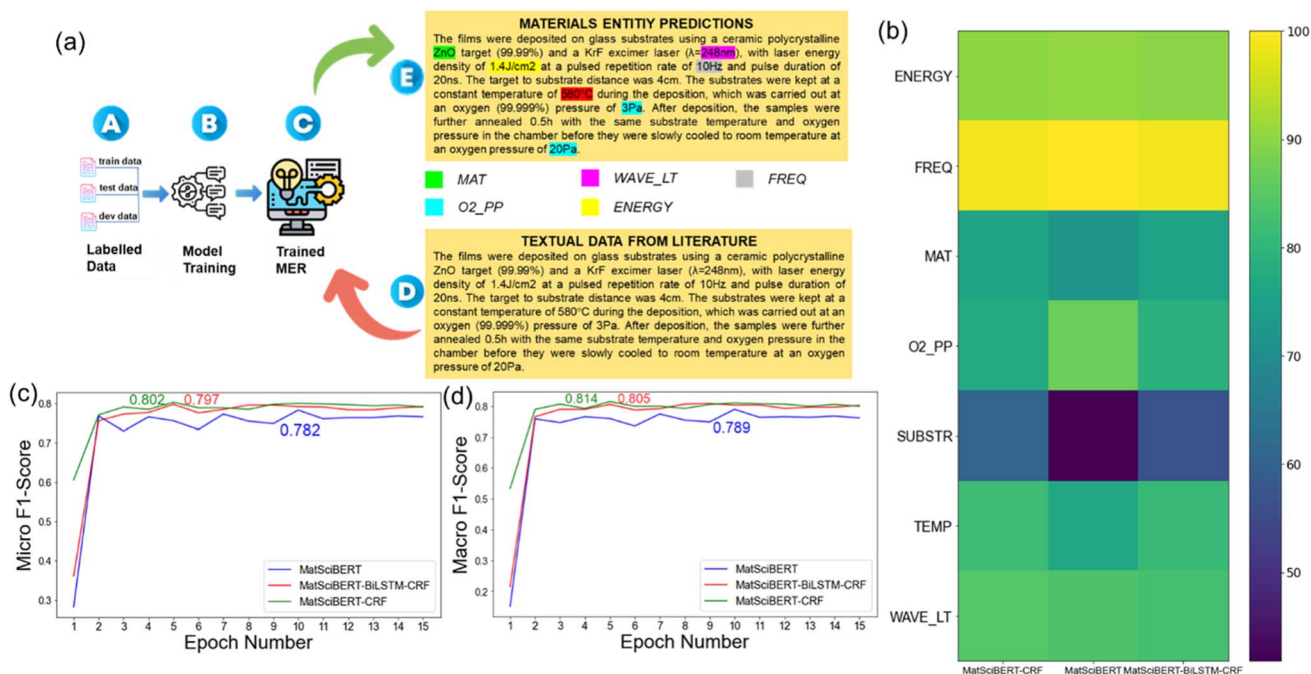 (a)
A
B
C
train data
test data
dev data
Labelled
Data
Model
Training
Trained
MER
E
MATERIALS ENTITIY PREDICTIONS
The films were deposited on glass substrates using a ceramic polycrystalline
ZnO target (99.99%) and a KrF excimer laser (λ=248nm), with laser energy
density of 1.4J/cm2 at a pulsed repetition rate of 10Hz and pulse duration of
20ns. The target to substrate distance was 4cm. The substrates were kept at a
constant temperature of 580°C during the deposition, which was carried out at
an oxygen (99.999%) pressure of 3Pa. After deposition, the samples were
further annealed 0.5h with the same substrate temperature and oxygen
pressure in the chamber before they were slowly cooled to room temperature at
an oxygen pressure of 20Pa.
MAT
WAVE_LT
FREQ
O2_PP
ENERGY
D
TEXTUAL DATA FROM LITERATURE
The films were deposited on glass substrates using a ceramic polycrystalline
ZnO target (99.99%) and a KrF excimer laser (λ=248nm), with laser energy
density of 1.4J/cm2 at a pulsed repetition rate of 10Hz and pulse duration of
20ns. The target to substrate distance was 4cm. The substrates were kept at a
constant temperature of 580°C during the deposition, which was carried out at an
oxygen (99.999%) pressure of 3Pa. After deposition, the samples were further
annealed 0.5h with the same substrate temperature and oxygen pressure in the
chamber before they were slowly cooled to room temperature at an oxygen
pressure of 20Pa.
(b)
ENERGY
FREQ
MAT
O2_PP
SUBSTR
TEMP
WAVE_LT
MatSciBERT-CRF
MatSciBERT
MatSciBERT-BiLSTM-CRF
100
90
80
70
60
50
(c)
Micro F1-Score
0.8
0.7
0.6
0.5
0.4
0.3
0.802
0.797
0.782
MatSciBERT
MatSciBERT-BiLSTM-CRF
MatSciBERT-CRF
1 2 3 4 5 6 7 8 9 10 11 12 13 14 15
Epoch Number
(d)
Macro F1-Score
0.8
0.7
0.6
0.5
0.4
0.3
0.2
0.814
0.805
0.789
MatSciBERT
MatSciBERT-BiLSTM-CRF
MatSciBERT-CRF
1 2 3 4 5 6 7 8 9 10 11 12 13 14 15
Epoch Number